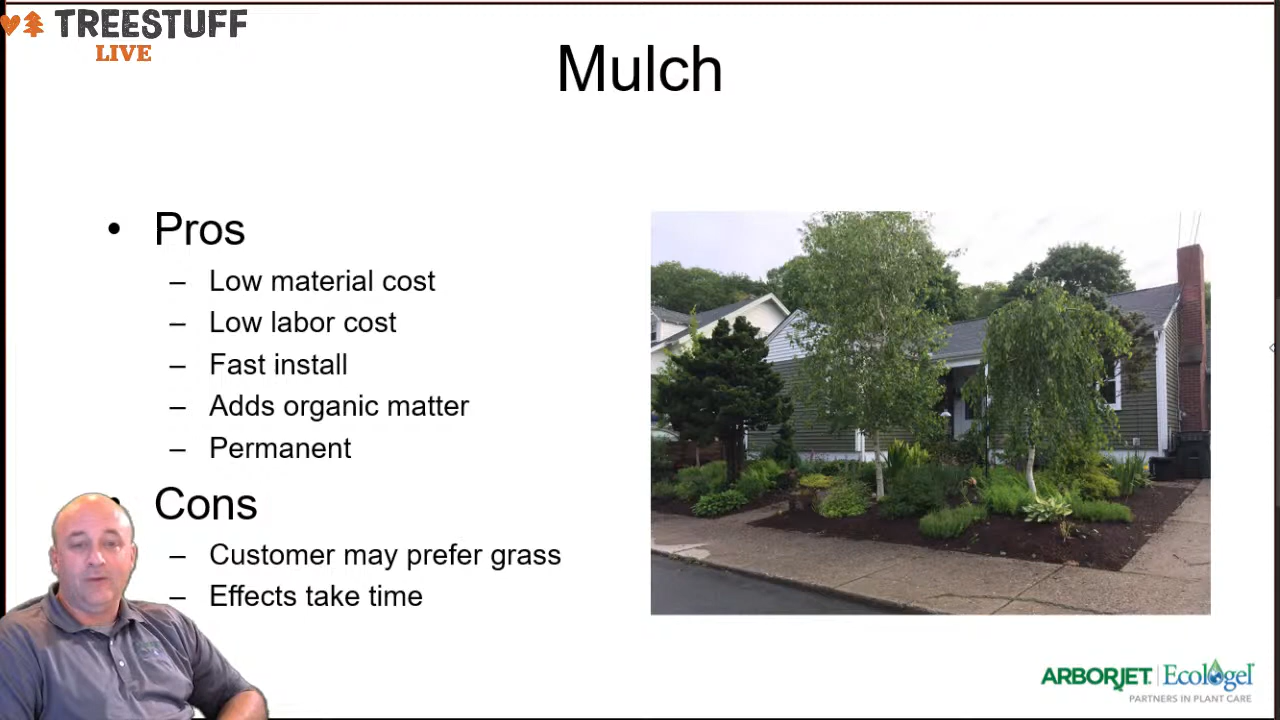 TREESTUFF
LIVE
Mulch
• Pros
– Low material cost
– Low labor cost
– Fast install
– Adds organic matter
– Permanent
• Cons
– Customer may prefer grass
– Effects take time
ARBORJET | Ecologel
PARTNERS IN PLANT CARE